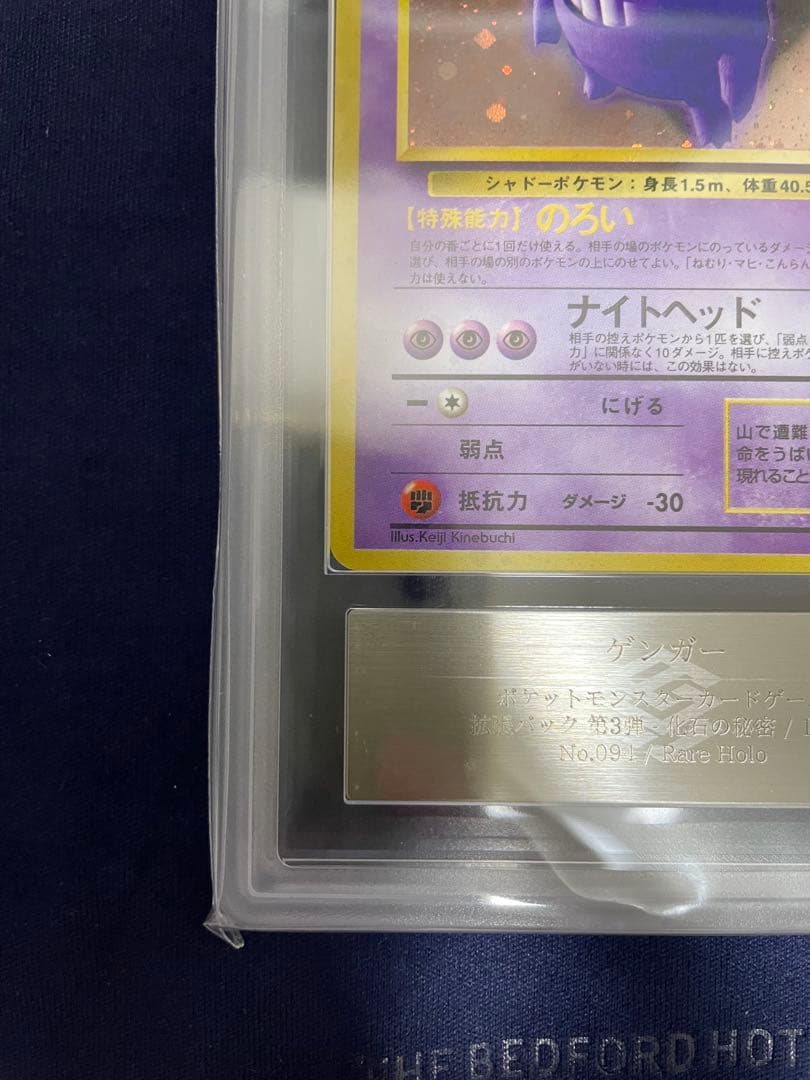 シャドーポケモン：身長1.5m、体重40.5
【特殊能力】のろい
自分の番ごとに1回だけ使える。相手の場のポケモンにのっているダメージ
選び、相手の場の別のポケモンの上にのせてよい。「ねむり・マヒ・こんらん
力は使えない。
ナイトヘッド
相手の控えポケモンから1匹を選び、「弱点
力」に関係なく10ダメージ。相手に控えポケ
がいない時には、この効果はない。
ー にげる
弱点
抵抗力 ダメージ -30
山で遭難
命をうばい
現れること
Illus.Keiji Kinebuchi
ゲンガー
ポケットモンスターカードゲー
拡張パック 第3弾 - 化石の秘密 / 1
No.094 / Rare Holo
THE BEDFORD HOT